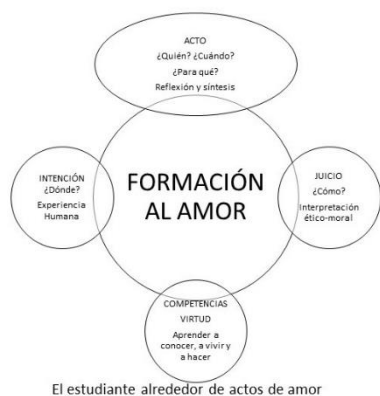 ACTO
¿Quién? ¿Cuándo?
¿Para qué?
Reflexión y síntesis
INTENCIÓN
¿Dónde?
Experiencia
Humana
FORMACIÓN
AL AMOR
JUICIO
¿Cómo?
Interpretación
ético-moral
COMPETENCIAS
VIRTUD
Aprender a
conocer, a vivir y
a hacer
El estudiante alrededor de actos de amor